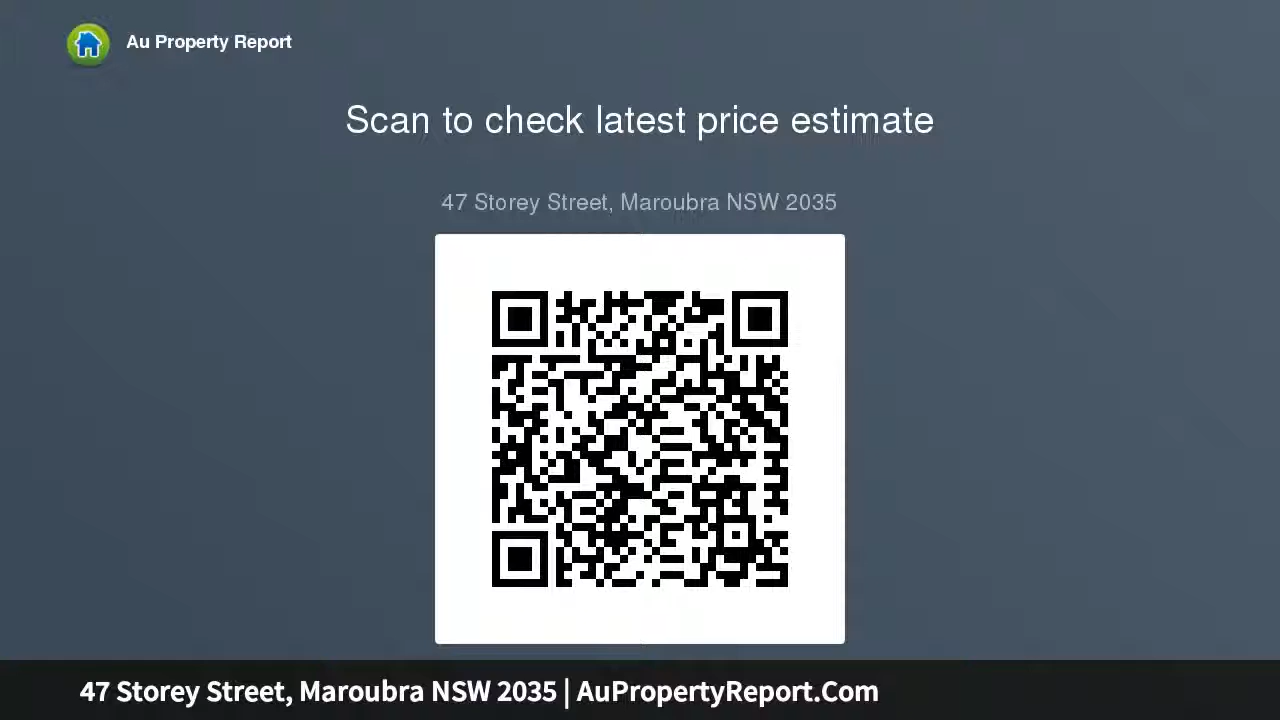 Au Property Report
Scan to check latest price estimate
47 Storey Street, Maroubra NSW 2035
47 Storey Street, Maroubra NSW 2035 | AuPropertyReport.Com